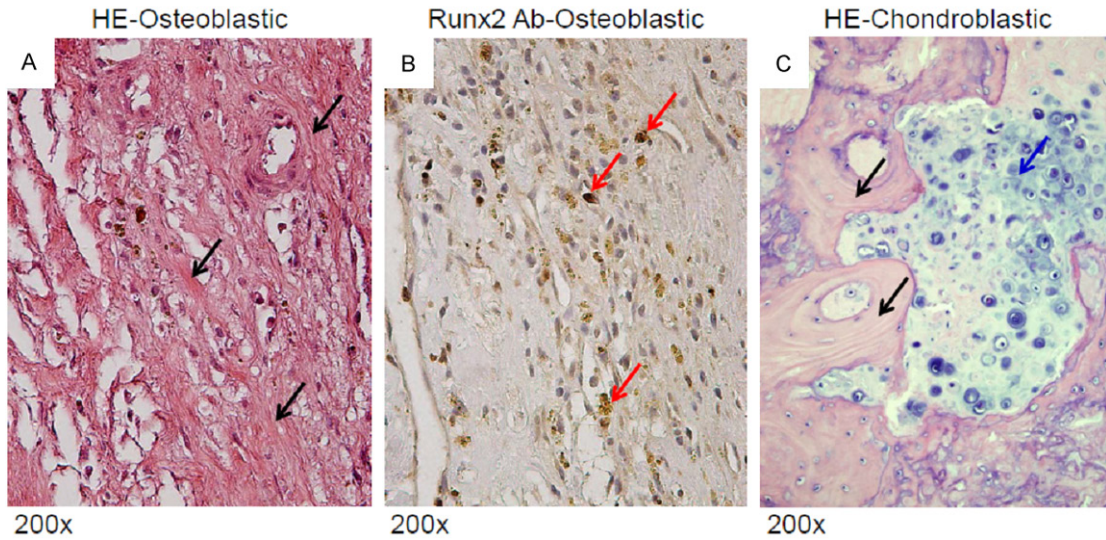 HE-Osteoblastic
Runx2 Ab-Osteoblastic
HE-Chondroblastic
A
B
C
200x
200x
200x